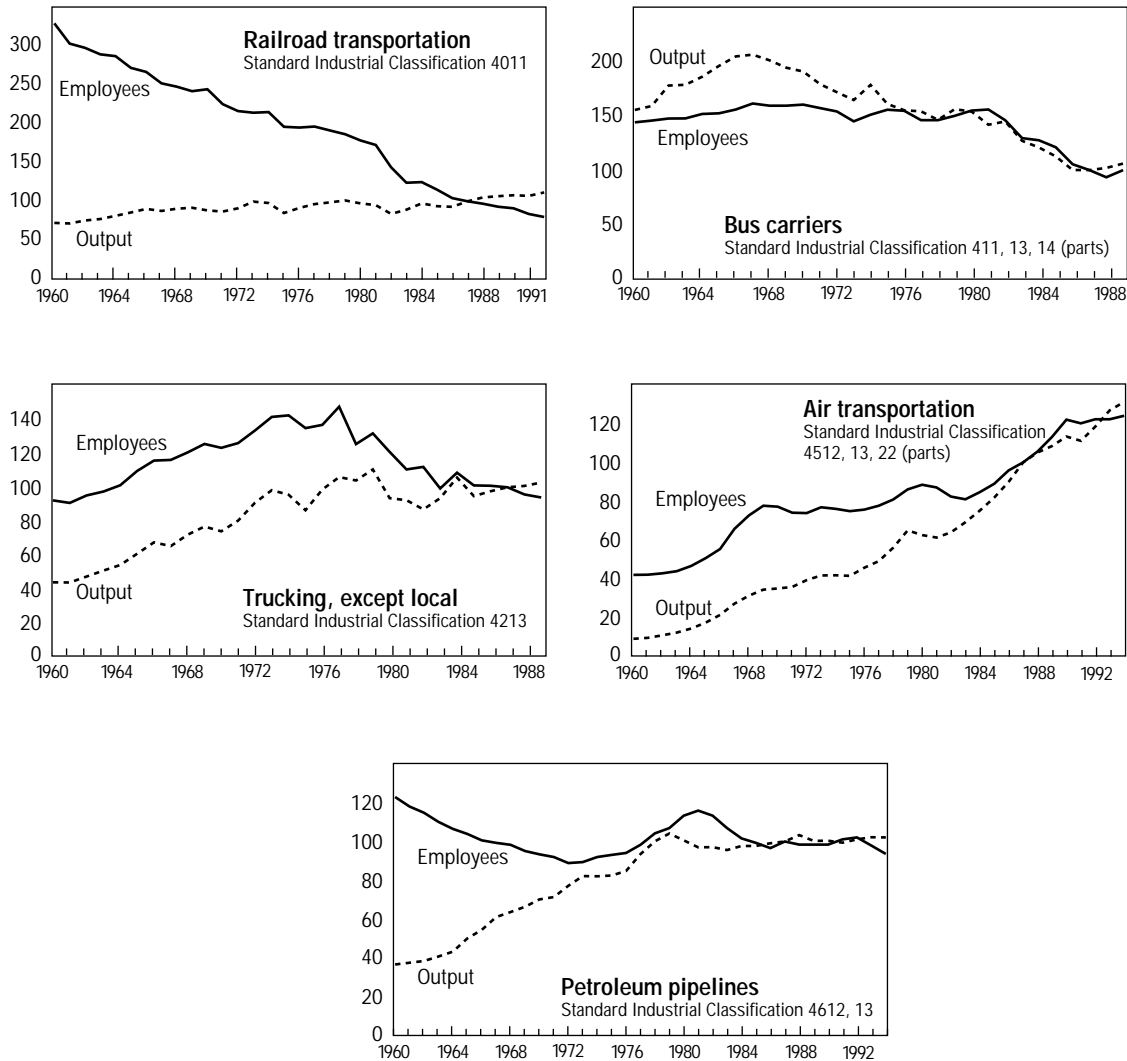 Railroad transportation
Standard Industrial Classification 4011
Employees
Output
300
250
200
150
100
50
0
1960 1964 1968 1972 1976 1980 1984 1988 1991
Output
Employees
Bus carriers
Standard Industrial Classification 411, 13, 14 (parts)
200
150
100
50
0
1960 1964 1968 1972 1976 1980 1984 1988
Employees
Output
Trucking, except local
Standard Industrial Classification 4213
140
120
100
80
60
40
20
0
1960 1964 1968 1972 1976 1980 1984 1988
Air transportation
Standard Industrial Classification
4512, 13, 22 (parts)
Employees
Output
120
100
80
60
40
20
0
1960 1964 1968 1972 1976 1980 1984 1988 1992
Employees
Output
Petroleum pipelines
Standard Industrial Classification 4612, 13
120
100
80
60
40
20
0
1960 1964 1968 1972 1976 1980 1984 1988 1992